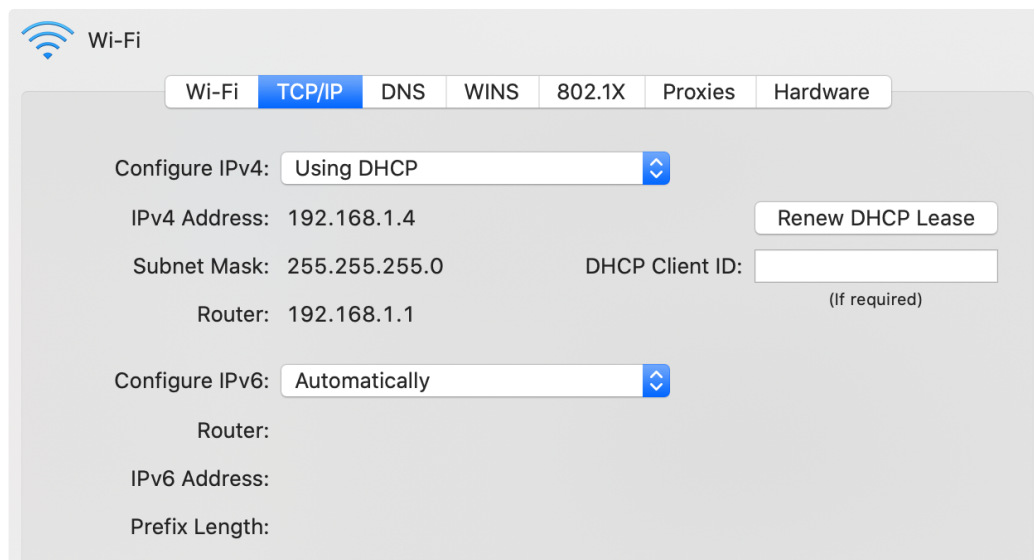 Wi-Fi
Wi-Fi TCP/IP DNS WINS 802.1X Proxies Hardware
Configure IPv4: Using DHCP
IPv4 Address: 192.168.1.4 Renew DHCP Lease
Subnet Mask: 255.255.255.0 DHCP Client ID:
(If required)
Router: 192.168.1.1
Configure IPv6: Automatically
Router:
IPv6 Address:
Prefix Length: